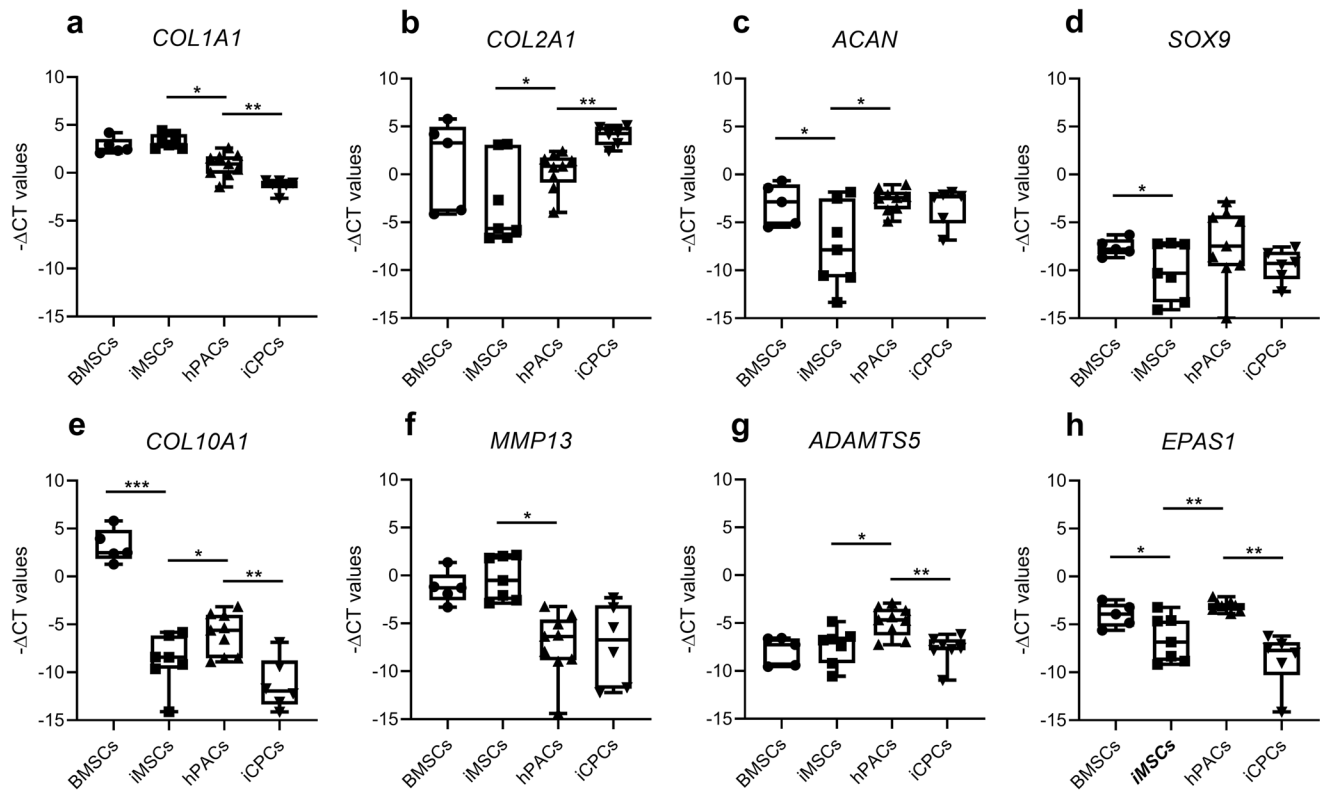 a COL1A1
b COL2A1
c ACAN
d SOX9
-ΔCT values
10
5
0
-5
-10
-15
* **
BMSCs iMSCs hPACs iCPCs
-ΔCT values
10
5
0
-5
-10
-15
* **
BMSCs iMSCs hPACs iCPCs
-ΔCT values
10
5
0
-5
-10
-15
* *
BMSCs iMSCs hPACs iCPCs
-ΔCT values
10
5
0
-5
-10
-15
*
BMSCs iMSCs hPACs iCPCs
e COL10A1
f MMP13
g ADAMTS5
h EPAS1
-ΔCT values
10
5
0
-5
-10
-15
*** * **
BMSCs iMSCs hPACs iCPCs
-ΔCT values
10
5
0
-5
-10
-15
*
BMSCs iMSCs hPACs iCPCs
-ΔCT values
10
5
0
-5
-10
-15
* **
BMSCs iMSCs hPACs iCPCs
-ΔCT values
10
5
0
-5
-10
-15
* ** **
BMSCs iMSCs hPACs iCPCs